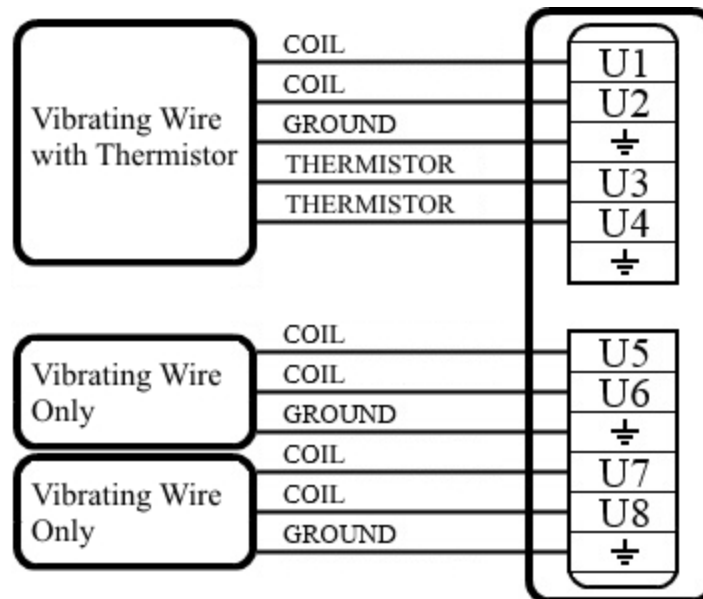 COIL
U1
COIL
U2
Vibrating Wire
with Thermistor
GROUND
THERMISTOR
U3
THERMISTOR
U4
COIL
U5
Vibrating Wire
Only
COIL
U6
GROUND
COIL
U7
Vibrating Wire
Only
COIL
U8
GROUND